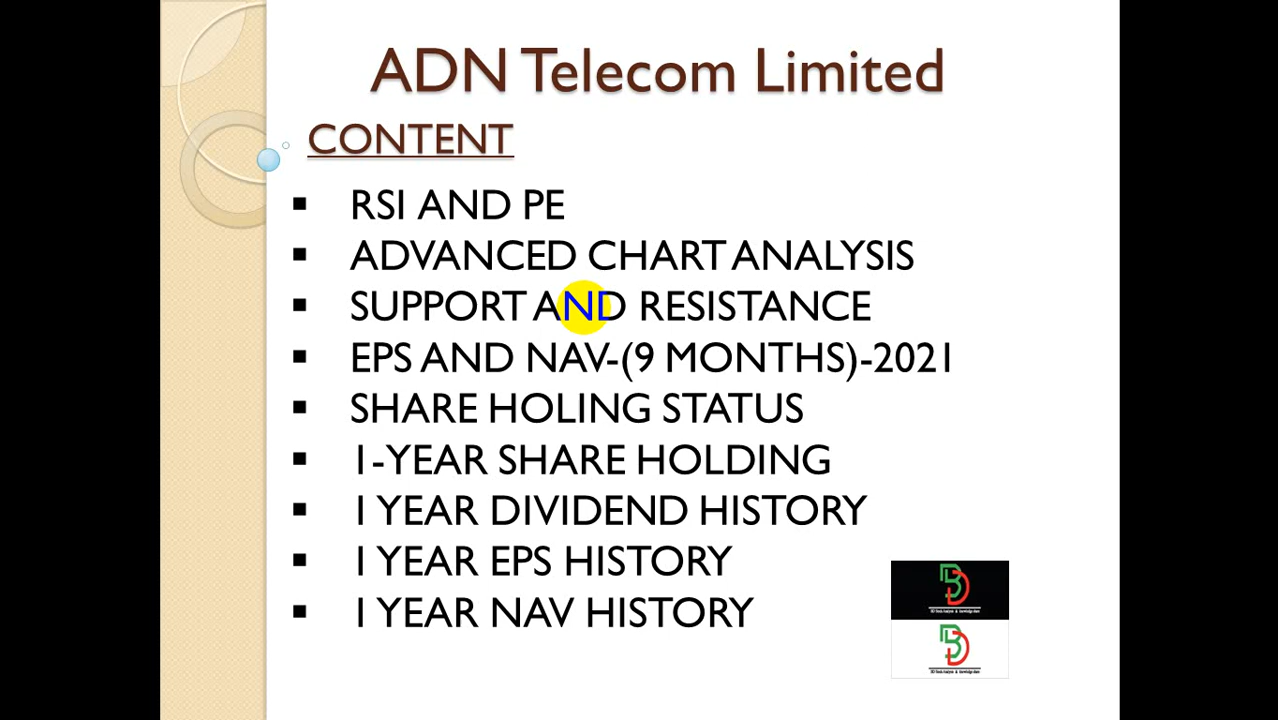 ADN Telecom Limited
CONTENT
▪ RSI AND PE
▪ ADVANCED CHART ANALYSIS
▪ SUPPORT AND RESISTANCE
▪ EPS AND NAV-(9 MONTHS)-2021
▪ SHARE HOLING STATUS
▪ 1-YEAR SHARE HOLDING
▪ 1 YEAR DIVIDEND HISTORY
▪ 1 YEAR EPS HISTORY
▪ 1 YEAR NAV HISTORY